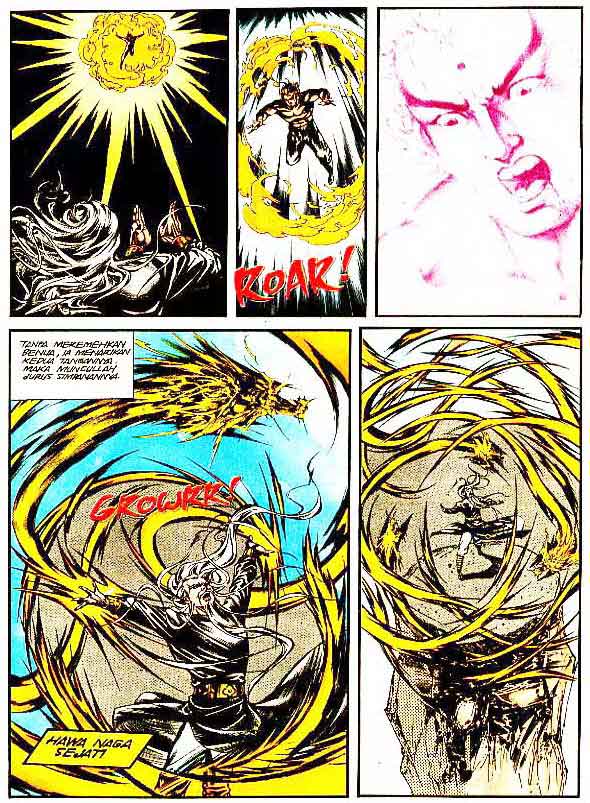 ROAR!
TANPA MEREMEHKAN
BENUA, IA MENARIKAN
KEDUA TANGANNYA.
MAKA MUNCULLAH
JURUS SIMPANANNYA.
GROWRR!
HAWA NAGA
SEJATI